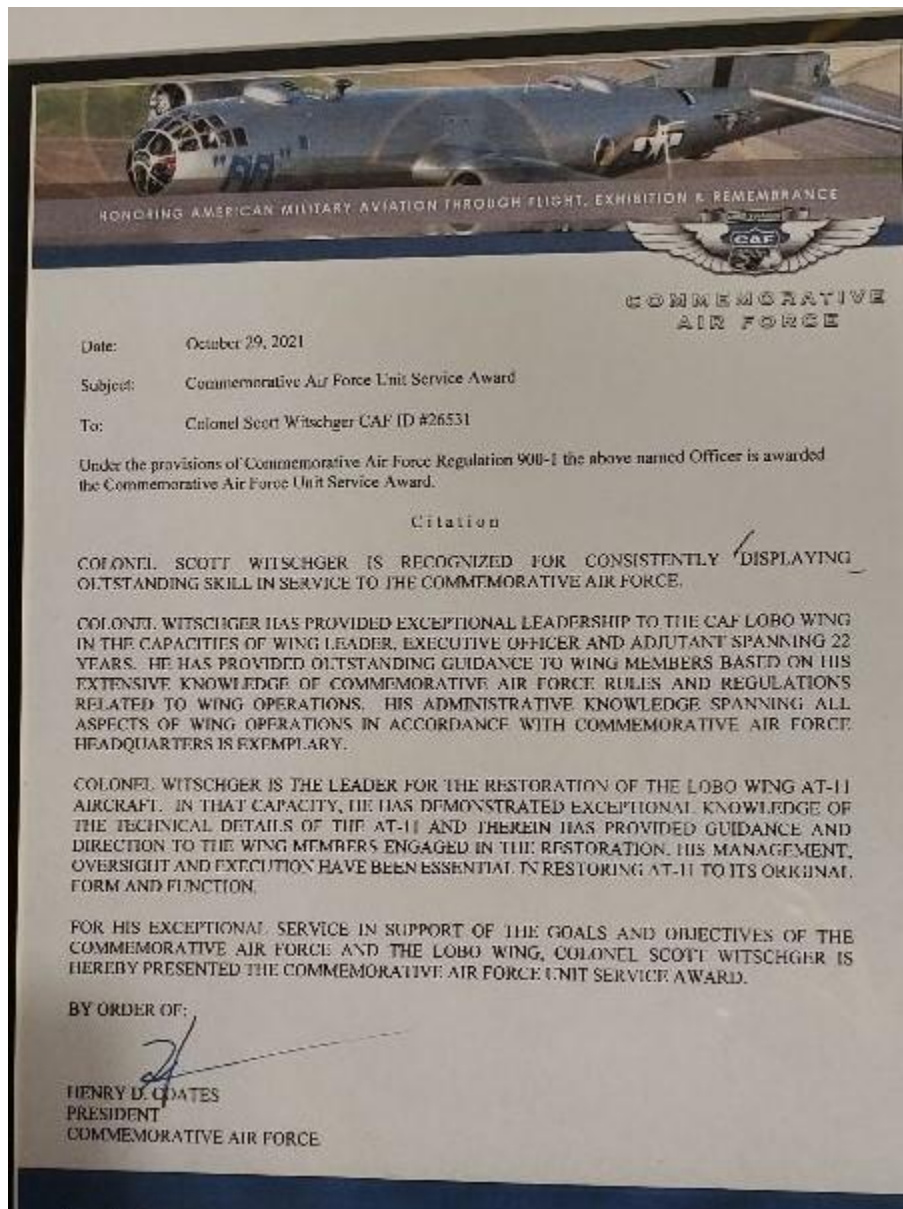 "FIFI"
HONORING AMERICAN MILITARY AVIATION THROUGH FLIGHT, EXHIBITION & REMEMBRANCE
CAF
COMMEMORATIVE
AIR FORCE
Date: October 29, 2021
Subject: Commemorative Air Force Unit Service Award
To: Colonel Scott Witschger CAF ID #26531
Under the provisions of Commemorative Air Force Regulation 900-1 the above named Officer is awarded
the Commemorative Air Force Unit Service Award.
Citation
COLONEL SCOTT WITSCHGER IS RECOGNIZED FOR CONSISTENTLY DISPLAYING
OUTSTANDING SKILL IN SERVICE TO THE COMMEMORATIVE AIR FORCE.
COLONEL WITSCHGER HAS PROVIDED EXCEPTIONAL LEADERSHIP TO THE CAF LOBO WING
IN THE CAPACITIES OF WING LEADER, EXECUTIVE OFFICER AND ADJUTANT SPANNING 22
YEARS. HE HAS PROVIDED OUTSTANDING GUIDANCE TO WING MEMBERS BASED ON HIS
EXTENSIVE KNOWLEDGE OF COMMEMORATIVE AIR FORCE RULES AND REGULATIONS
RELATED TO WING OPERATIONS. HIS ADMINISTRATIVE KNOWLEDGE SPANNING ALL
ASPECTS OF WING OPERATIONS IN ACCORDANCE WITH COMMEMORATIVE AIR FORCE
HEADQUARTERS IS EXEMPLARY.
COLONEL WITSCHGER IS THE LEADER FOR THE RESTORATION OF THE LOBO WING AT-11
AIRCRAFT. IN THAT CAPACITY, HE HAS DEMONSTRATED EXCEPTIONAL KNOWLEDGE OF
THE TECHNICAL DETAILS OF THE AT-11 AND THEREIN HAS PROVIDED GUIDANCE AND
DIRECTION TO THE WING MEMBERS ENGAGED IN THE RESTORATION. HIS MANAGEMENT,
OVERSIGHT AND EXECUTION HAVE BEEN ESSENTIAL IN RESTORING AT-11 TO ITS ORIGINAL
FORM AND FUNCTION.
FOR HIS EXCEPTIONAL SERVICE IN SUPPORT OF THE GOALS AND OBJECTIVES OF THE
COMMEMORATIVE AIR FORCE AND THE LOBO WING, COLONEL SCOTT WITSCHGER IS
HEREBY PRESENTED THE COMMEMORATIVE AIR FORCE UNIT SERVICE AWARD.
BY ORDER OF:
HENRY D. COATES
PRESIDENT
COMMEMORATIVE AIR FORCE